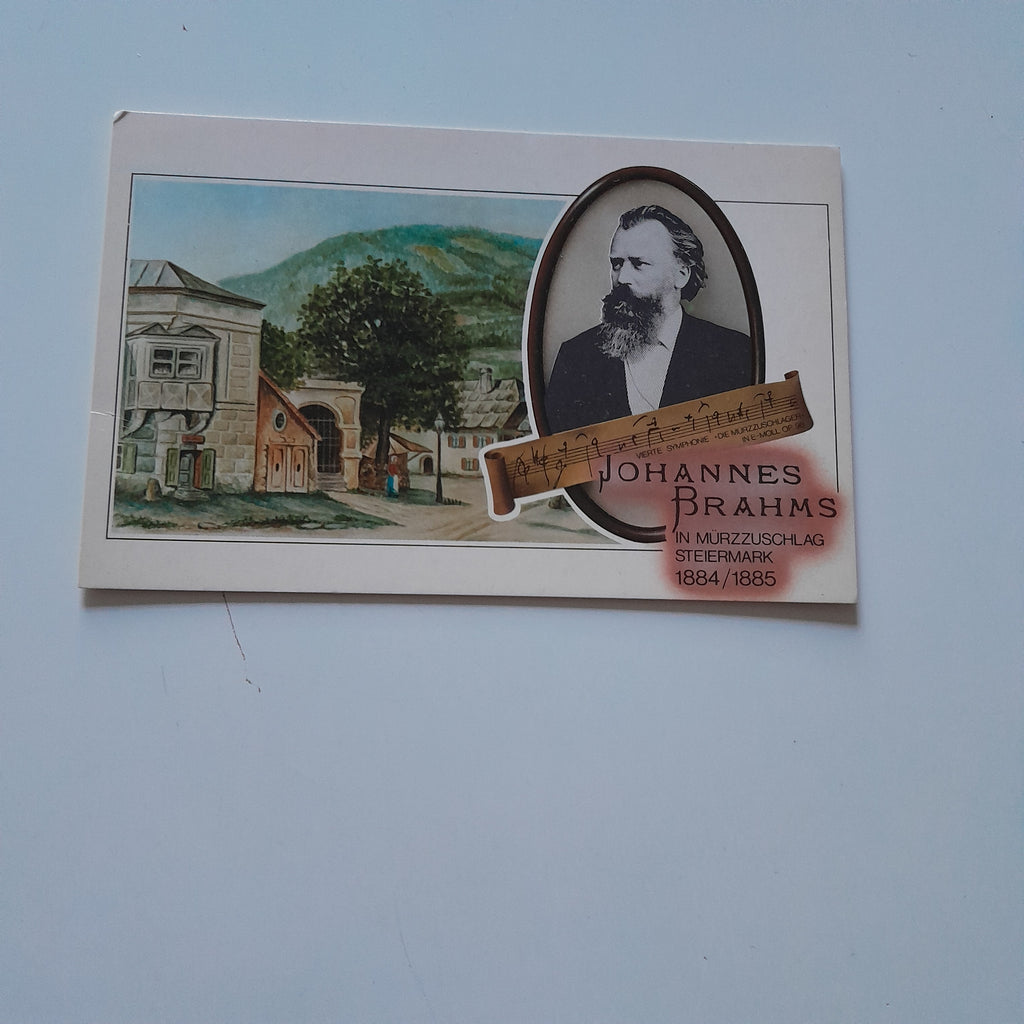 VIERTE SYMPHONIE »DIE MÜRZZUSCHLAGER«
IN E-MOLL OP. 98
JOHANNES
BRAHMS
IN MÜRZZUSCHLAG
STEIERMARK
1884/1885